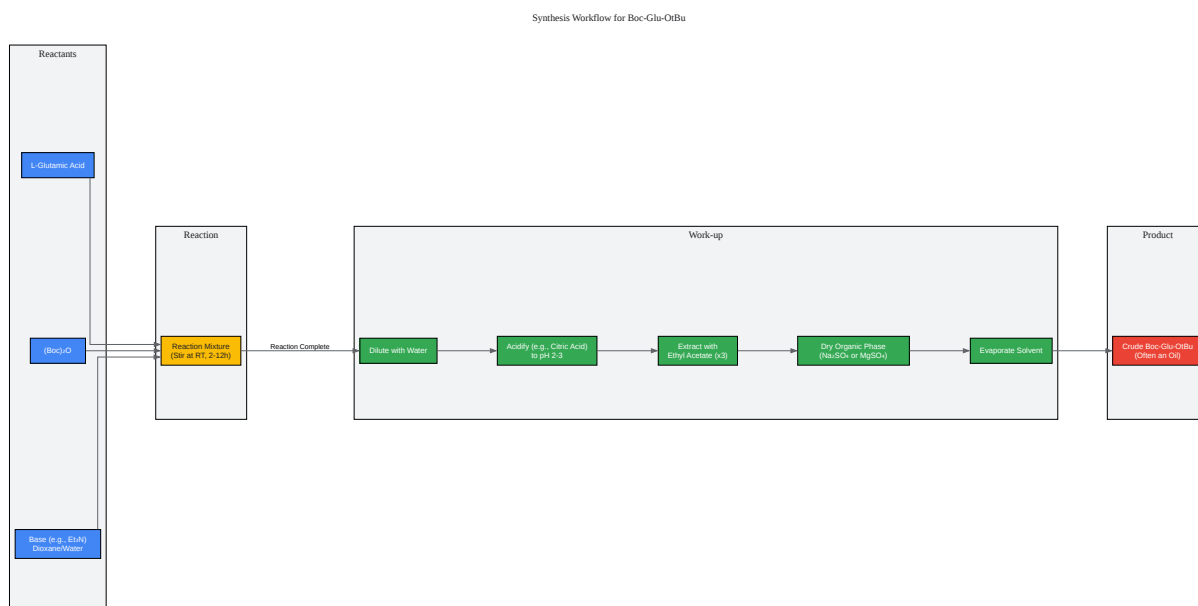 Synthesis Workflow for Boc-Glu-OtBu
Reactants
L-Glutamic Acid
(Boc)₂O
Base (e.g., Et₃N)
Dioxane/Water
Reaction
Reaction Mixture
(Stir at RT, 2-12h)
Reaction Complete
Work-up
Dilute with Water
Acidify (e.g., Citric Acid)
to pH 2-3
Extract with
Ethyl Acetate (x3)
Dry Organic Phase
(Na₂SO₄ or MgSO₄)
Evaporate Solvent
Product
Crude Boc-Glu-OtBu
(Often an Oil)